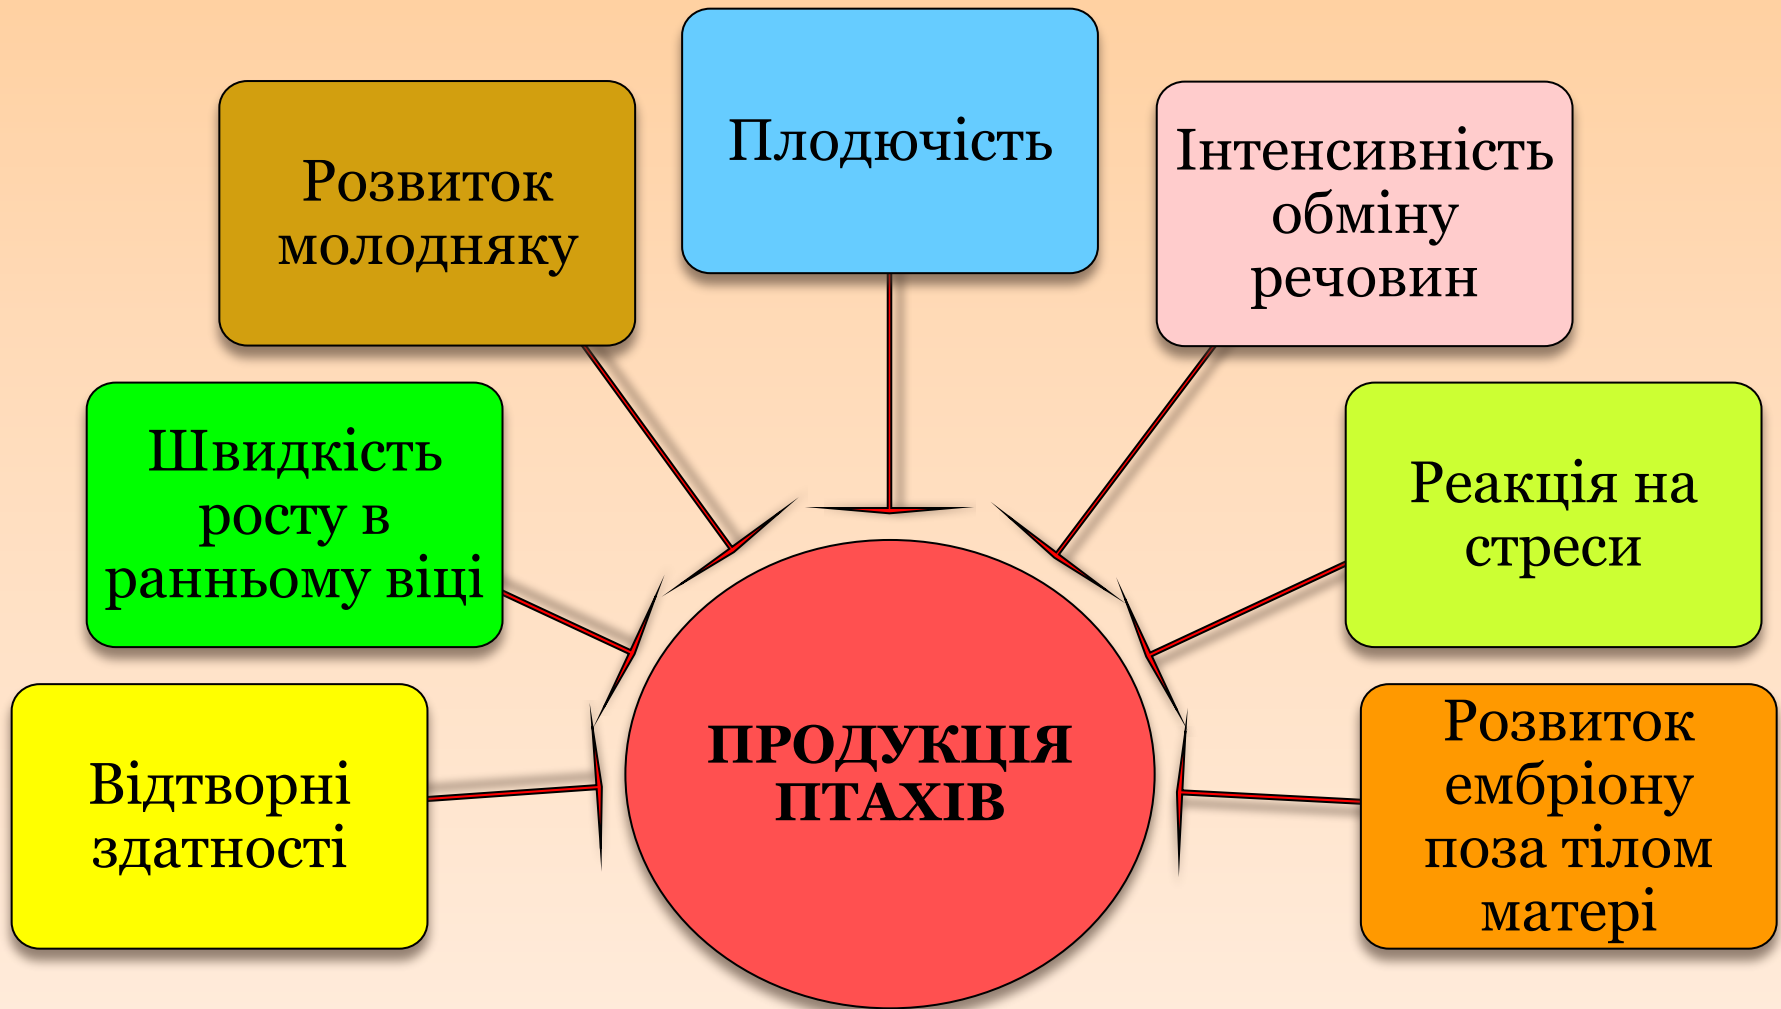 Плодючість
Розвиток
молодняку
Інтенсивність
обміну
речовин
Швидкість
росту в
ранньому віці
Реакція на
стреси
Відтворні
здатності
ПРОДУКЦІЯ
ПТАХІВ
Розвиток
ембріону
поза тілом
матері